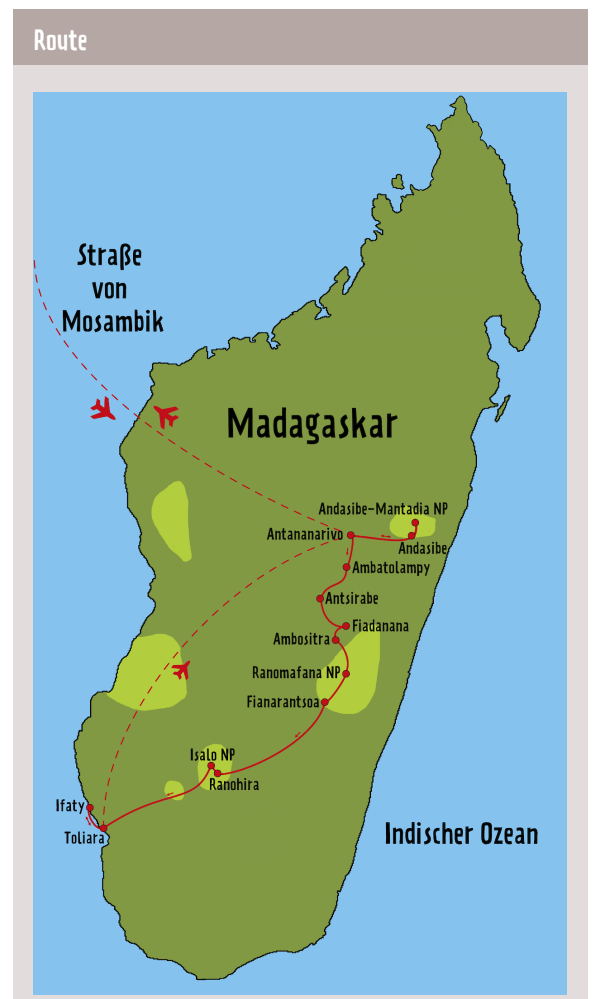 Route
Straße
von
Mosambik
Madagaskar
Andasibe-Mantadia NP
Antananarivo
Andasibe
Ambatolampy
Antsirabe
Fiadanana
Ambositra
Ranomafana NP
Fianarantsoa
Isalo NP
Ranohira
Ifaty
Toliara
Indischer Ozean